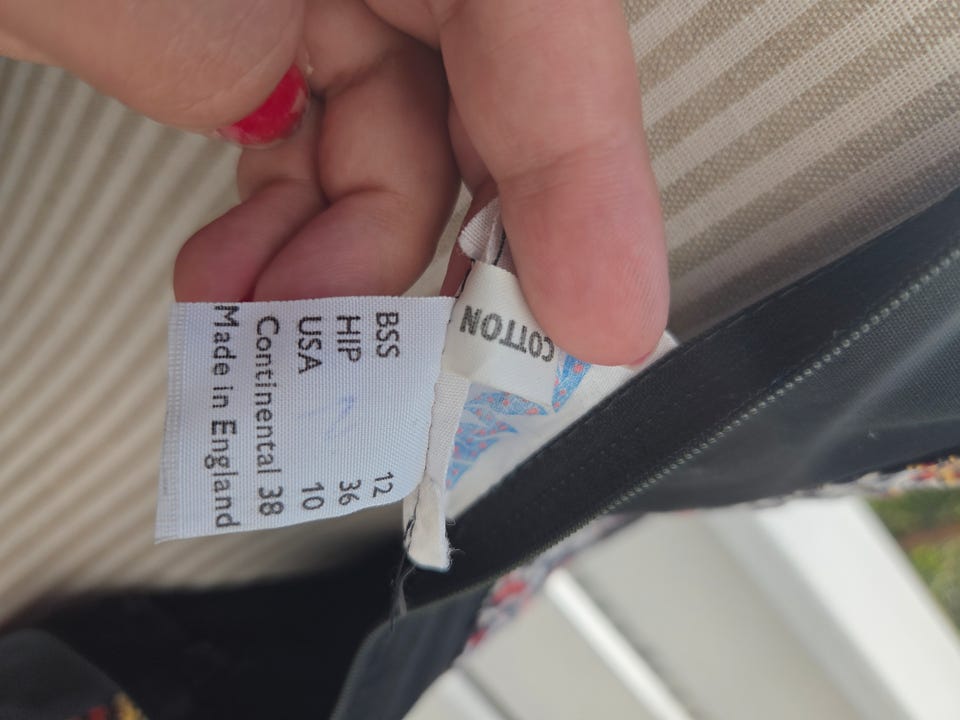 BSS 12
HIP 36
USA 10
Continental 38
Made in England
COTTON